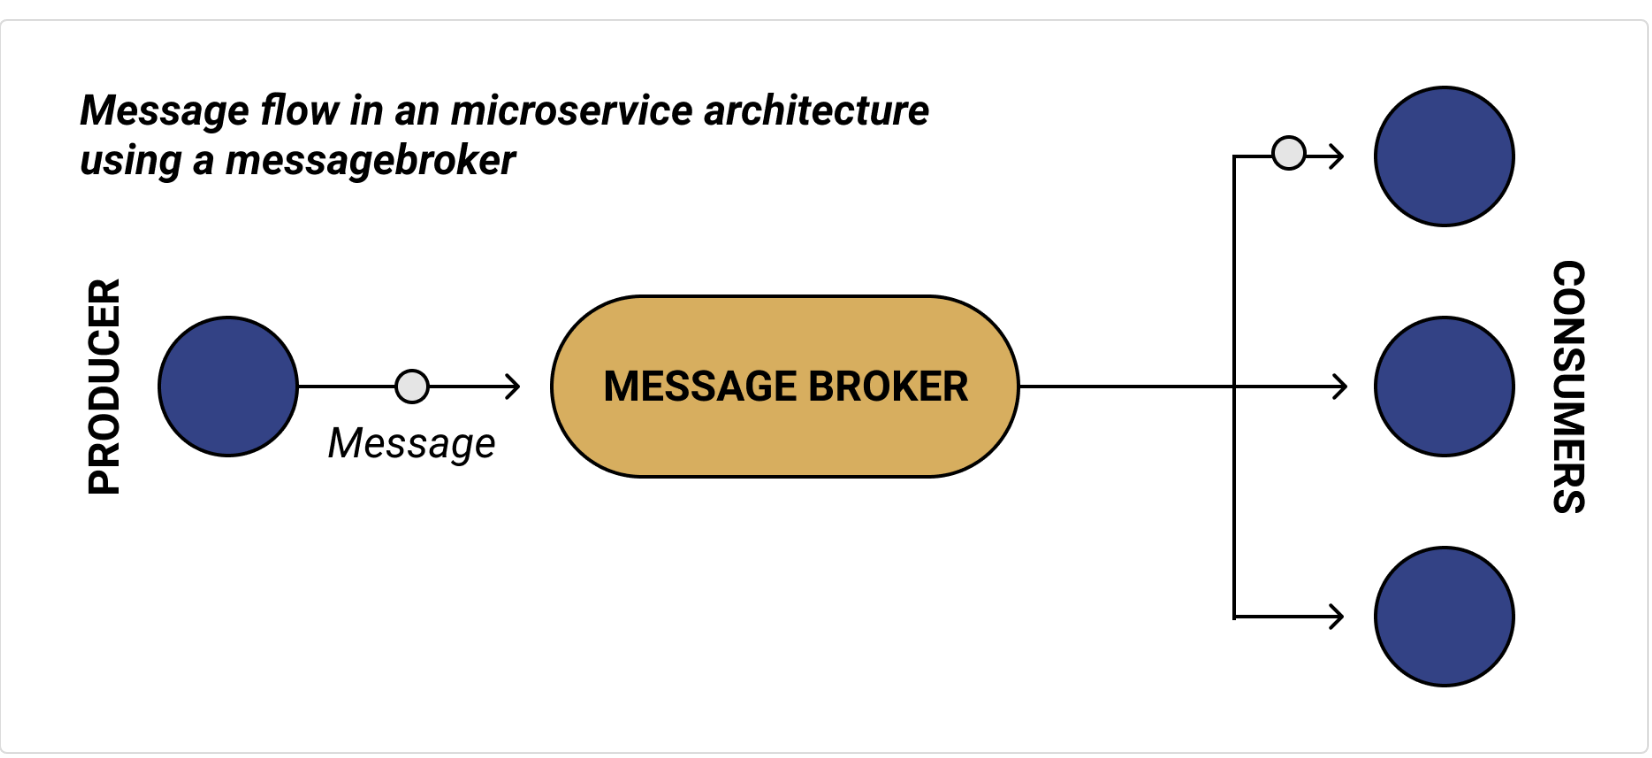 Message flow in an microservice architecture
using a messagebroker
PRODUCER
Message
MESSAGE BROKER
CONSUMERS